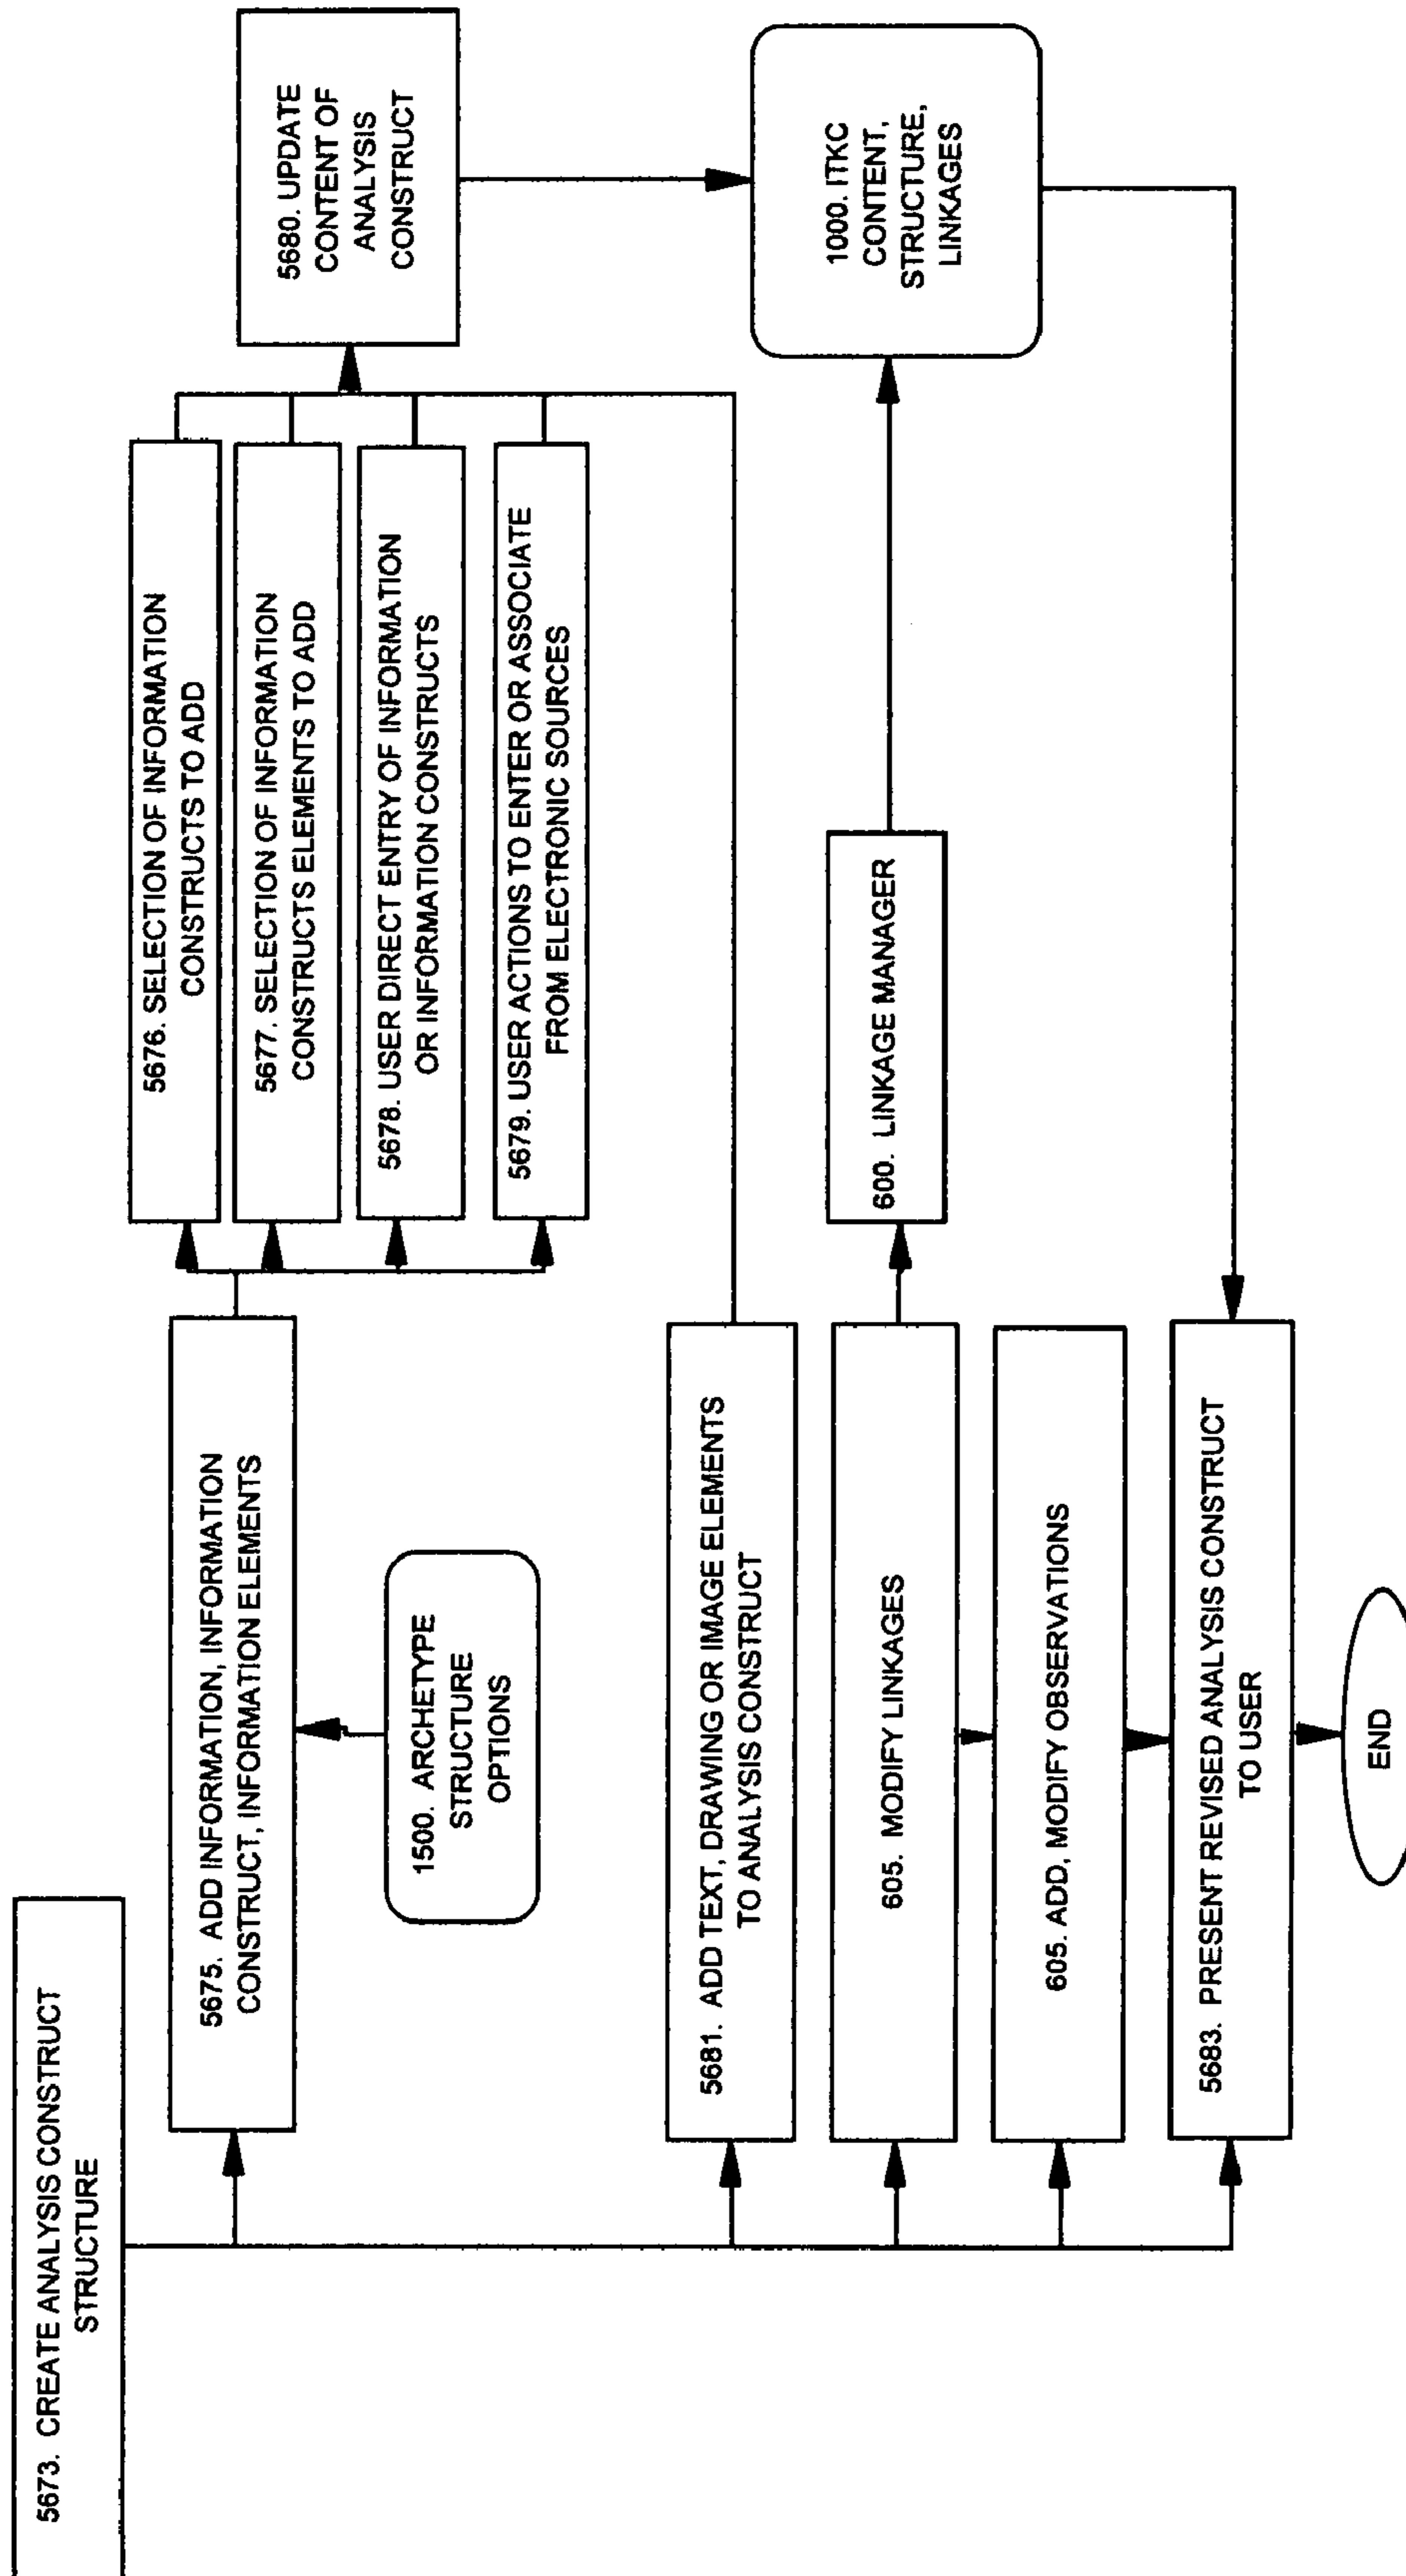 5673. CREATE ANALYSIS CONSTRUCT
STRUCTURE
5675. ADD INFORMATION, INFORMATION
CONSTRUCT, INFORMATION ELEMENTS
1500. ARCHETYPE
STRUCTURE
OPTIONS
5676. SELECTION OF INFORMATION
CONSTRUCTS TO ADD
5677. SELECTION OF INFORMATION
CONSTRUCTS ELEMENTS TO ADD
5678. USER DIRECT ENTRY OF INFORMATION
OR INFORMATION CONSTRUCTS
5679. USER ACTIONS TO ENTER OR ASSOCIATE
FROM ELECTRONIC SOURCES
5680. UPDATE
CONTENT OF
ANALYSIS
CONSTRUCT
5681. ADD TEXT, DRAWING OR IMAGE ELEMENTS
TO ANALYSIS CONSTRUCT
605. MODIFY LINKAGES
600. LINKAGE MANAGER
1000. ITKC
CONTENT,
STRUCTURE,
LINKAGES
605. ADD, MODIFY OBSERVATIONS
5683. PRESENT REVISED ANALYSIS CONSTRUCT
TO USER
END